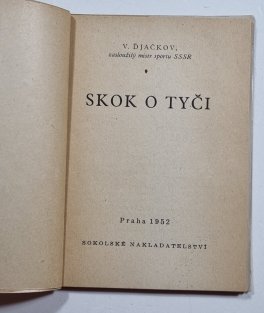 V. ĎJAČKOV,
zasloužilý mistr sportu SSSR
SKOK O TYČI
Praha 1952
SOKOLSKÉ NAKLADATELSTVÍ